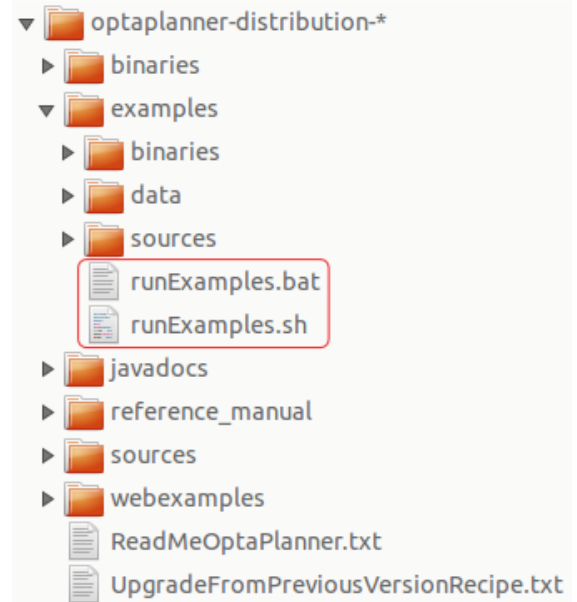 optaplanner-distribution-*
binaries
examples
binaries
data
sources
runExamples.bat
runExamples.sh
javadocs
reference_manual
sources
webexamples
ReadMeOptaPlanner.txt
UpgradeFromPreviousVersionRecipe.txt